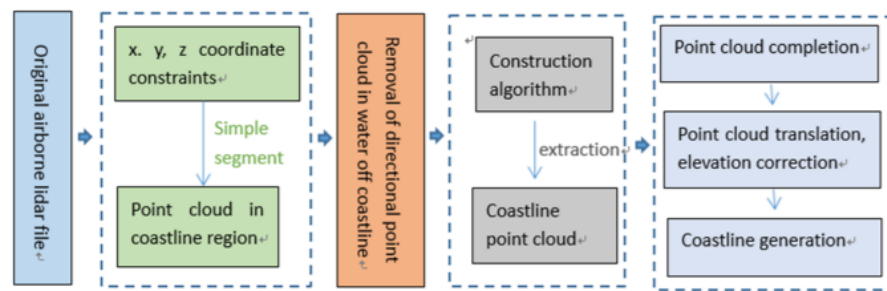 Original airborne lidar file↵
x. y, z coordinate
constraints↵
Simple
segment
Point cloud in
coastline region↵
Removal of directional point
cloud in water off coastline↵
↵
Construction
algorithm↵
extraction↵
Coastline
point cloud↵
Point cloud completion↵
Point cloud translation,
elevation correction↵
Coastline generation↵